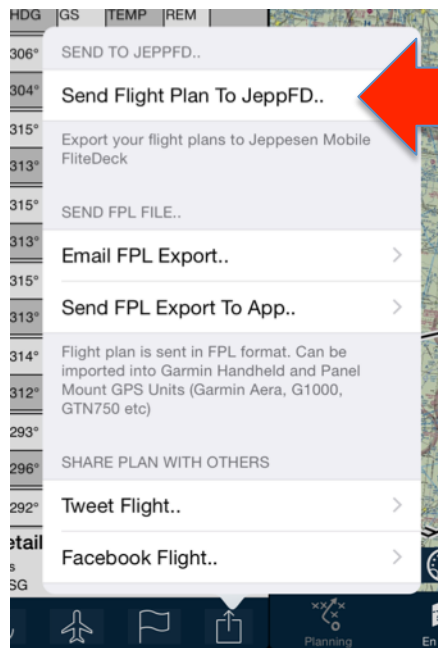 HDG GS TEMP REM
306°
SEND TO JEPPFD..
304°
Send Flight Plan To JeppFD..
315°
Export your flight plans to Jeppesen Mobile
313°
FliteDeck
315°
SEND FPL FILE..
313°
Email FPL Export..
315°
313°
Send FPL Export To App..
314°
Flight plan is sent in FPL format. Can be
imported into Garmin Handheld and Panel
312°
Mount GPS Units (Garmin Aera, G1000,
GTN750 etc)
293°
296°
SHARE PLAN WITH OTHERS
292°
Tweet Flight..
etail
s
Facebook Flight..
SG
Planning
En